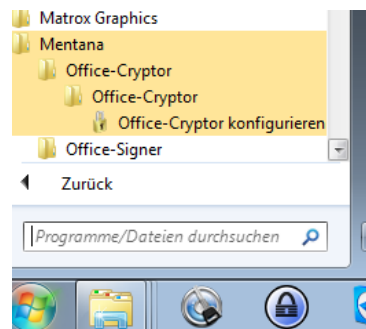 Matrox Graphics
Mentana
Office-Cryptor
Office-Cryptor
Office-Cryptor konfigurieren
Office-Signer
Zurück
Programme/Dateien durchsuchen